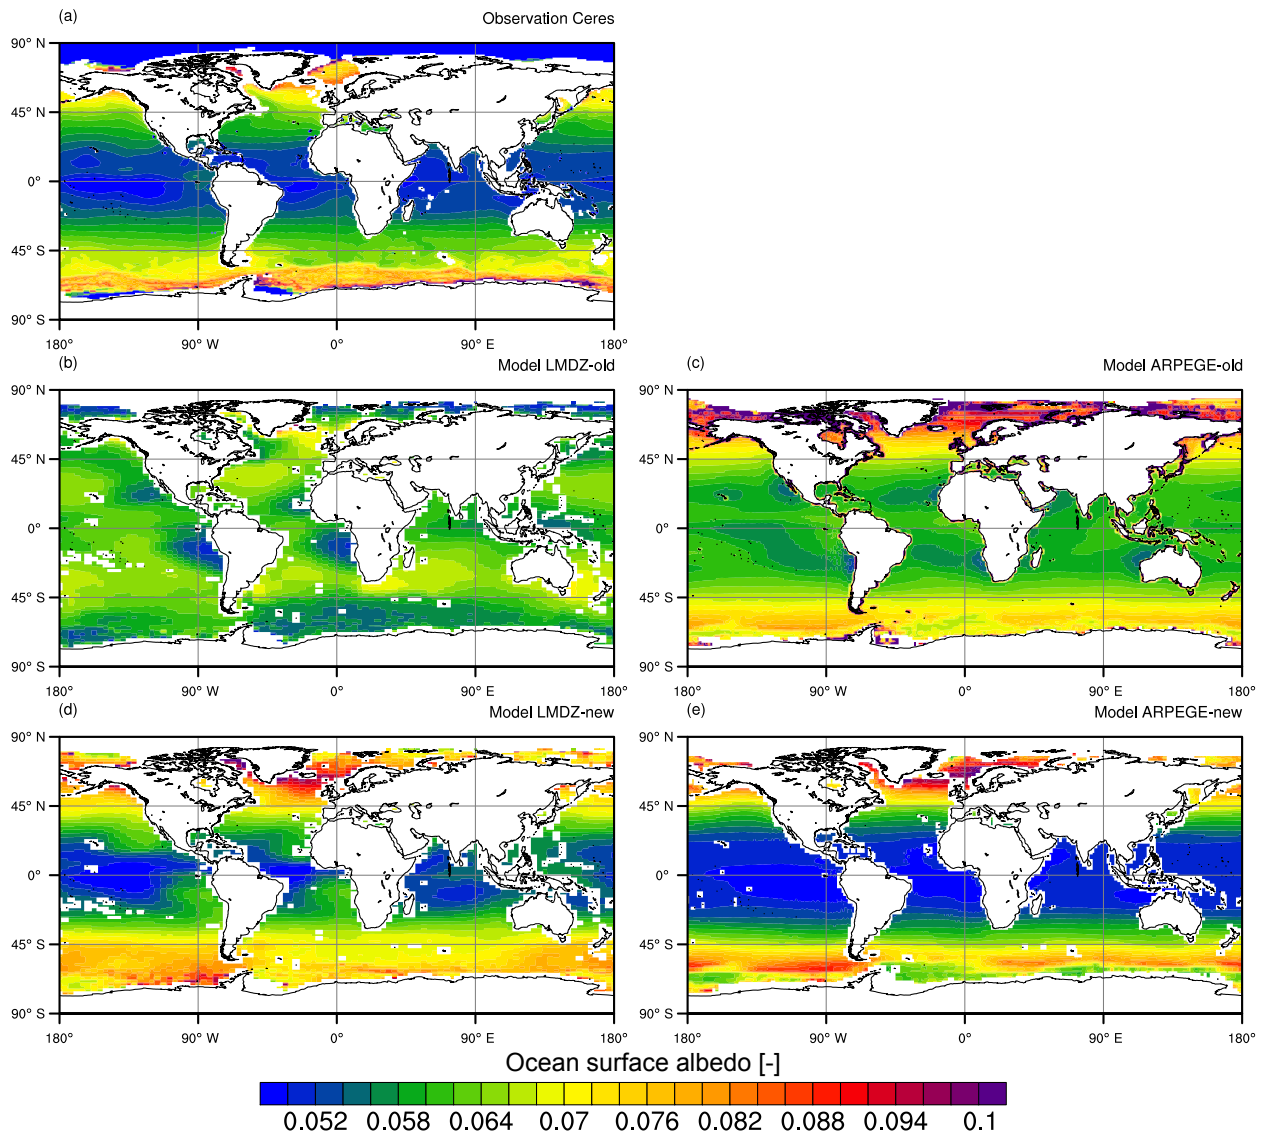 (a) Observation Ceres
90° N
45° N
0°
45° S
90° S
180° 90° W 0° 90° E 180°
(b) Model LMDZ-old
90° N
45° N
0°
45° S
90° S
180° 90° W 0° 90° E 180°
(c) Model ARPEGE-old
90° N
45° N
0°
45° S
90° S
180° 90° W 0° 90° E 180°
(d) Model LMDZ-new
90° N
45° N
0°
45° S
90° S
180° 90° W 0° 90° E 180°
(e) Model ARPEGE-new
90° N
45° N
0°
45° S
90° S
180° 90° W 0° 90° E 180°
Ocean surface albedo [-]
0.052 0.058 0.064 0.07 0.076 0.082 0.088 0.094 0.1